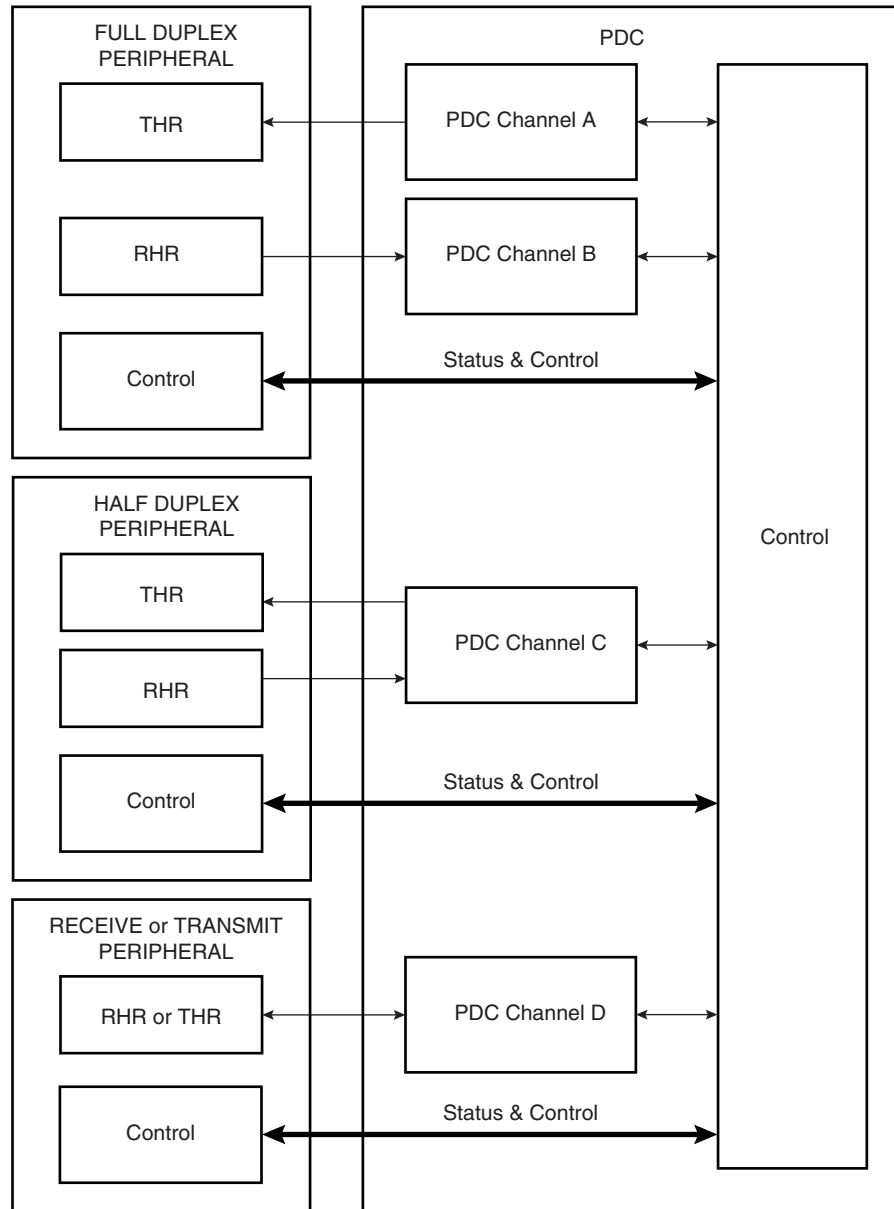 FULL DUPLEX
PERIPHERAL
PDC
THR
PDC Channel A
RHR
PDC Channel B
Control
Status & Control
HALF DUPLEX
PERIPHERAL
Control
THR
PDC Channel C
RHR
Control
Status & Control
RECEIVE or TRANSMIT
PERIPHERAL
RHR or THR
PDC Channel D
Control
Status & Control